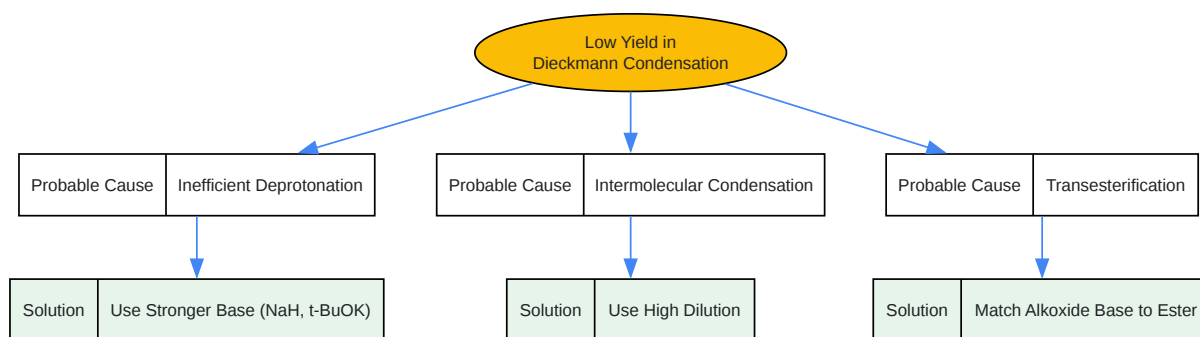 Low Yield in
Dieckmann Condensation
Probable Cause
Inefficient Deprotonation
Probable Cause
Intermolecular Condensation
Probable Cause
Transesterification
Solution
Use Stronger Base (NaH, t-BuOK)
Solution
Use High Dilution
Solution
Match Alkoxide Base to Ester